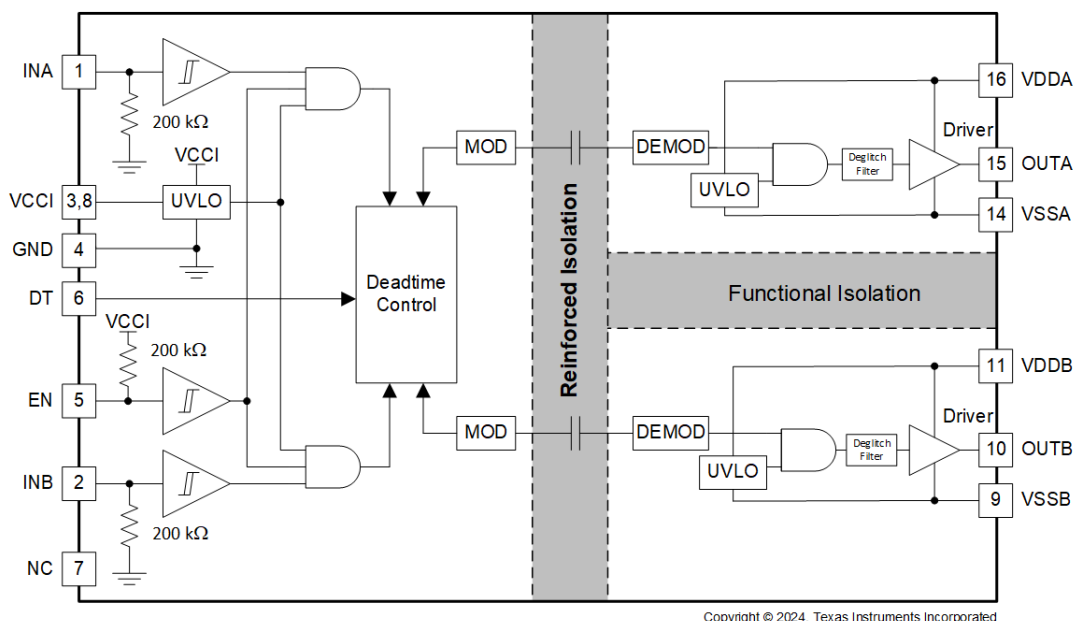 INA
1
200 kΩ
VCCI
VCCI
3,8
UVLO
GND
4
DT
6
VCCI
200 kΩ
EN
5
INB
2
200 kΩ
NC
7
Deadtime
Control
MOD
MOD
Reinforced Isolation
Functional Isolation
DEMOD
UVLO
Deglitch
Filter
Driver
16
VDDA
15
OUTA
14
VSSA
DEMOD
UVLO
Deglitch
Filter
Driver
11
VDDB
10
OUTB
9
VSSB
Copyright © 2024, Texas Instruments Incorporated